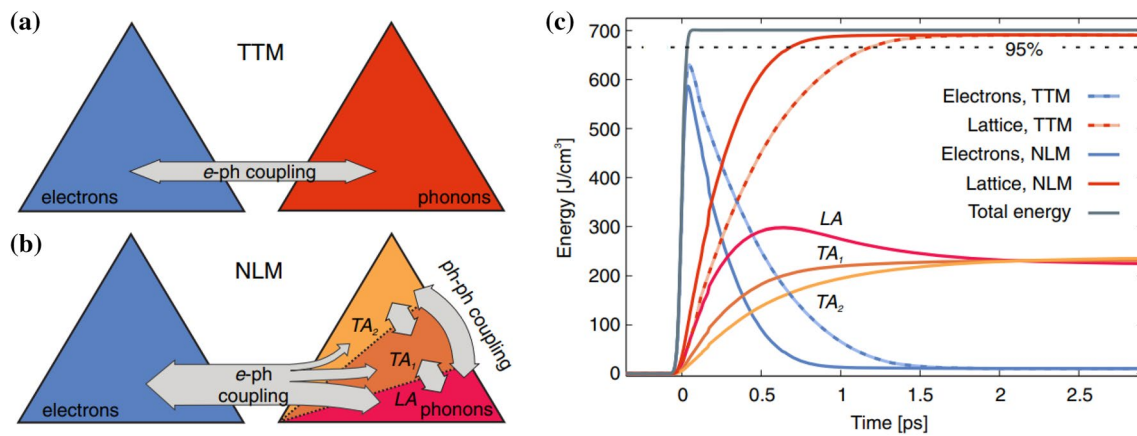 (a)
TTM
e-ph coupling
electrons
phonons
(b)
NLM
ph-ph coupling
TA2
TA1
LA
e-ph
coupling
electrons
phonons
(c)
700
600
500
400
300
200
100
0
Energy [J/cm³]
95%
Electrons, TTM
Lattice, TTM
Electrons, NLM
Lattice, NLM
Total energy
LA
TA1
TA2
0
0.5
1
1.5
2
2.5
Time [ps]